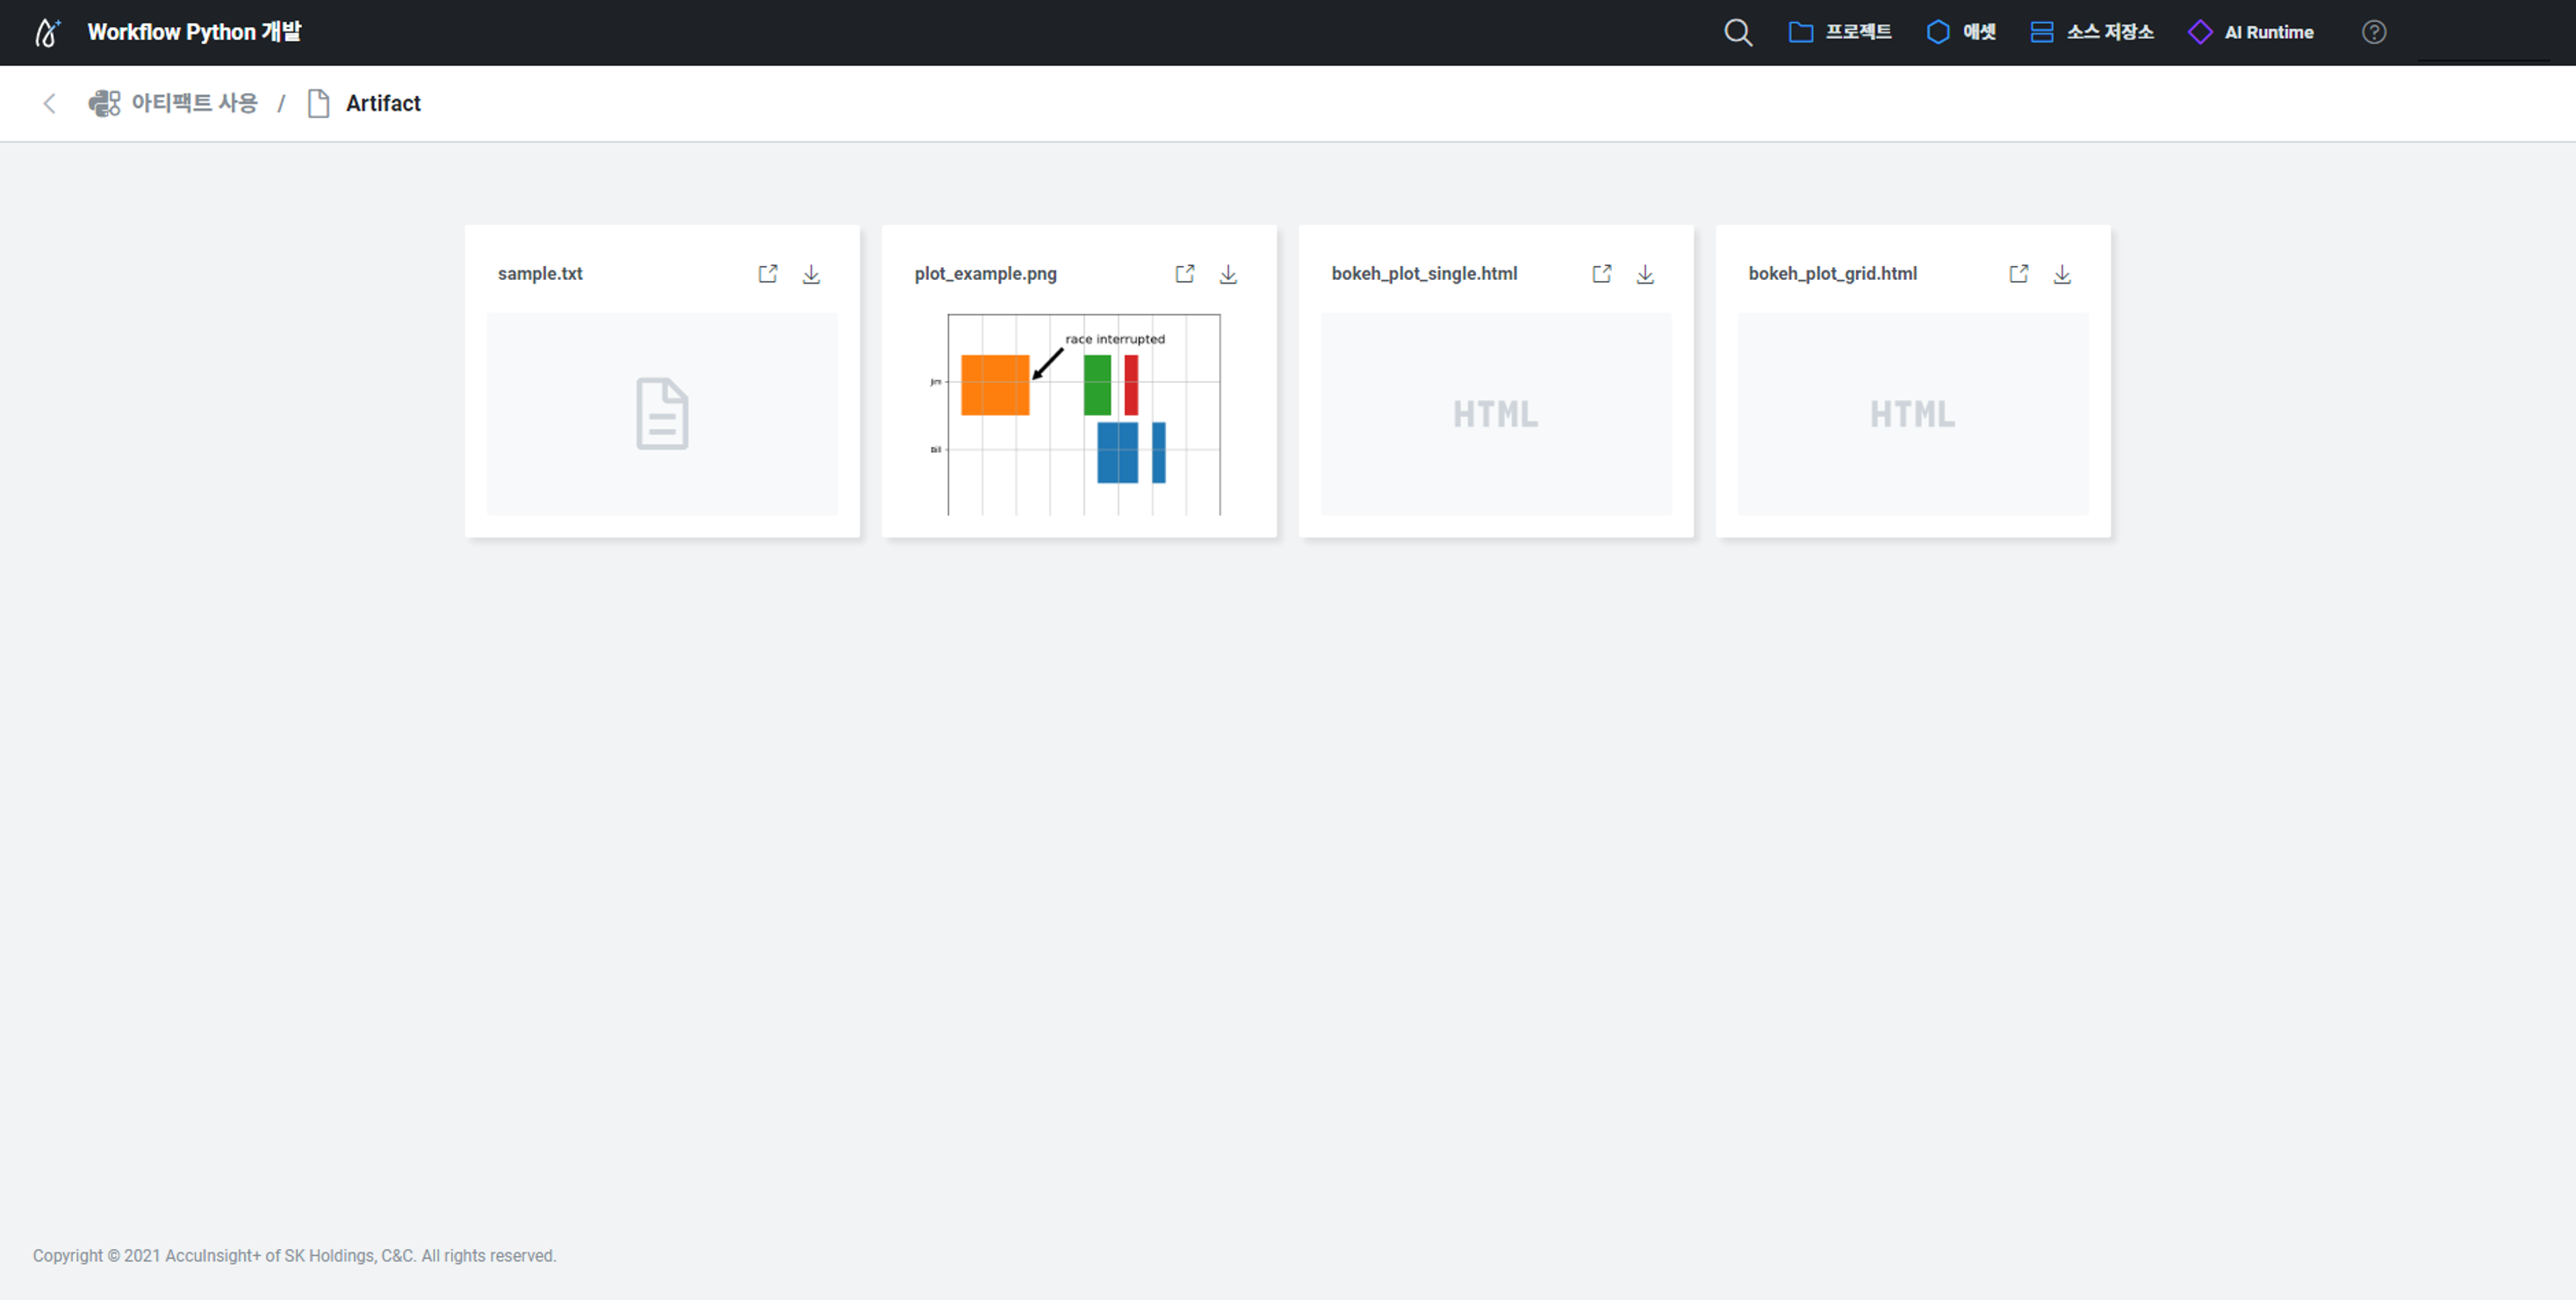 Workflow Python 개발
프로젝트
애셋
소스 저장소
AI Runtime
아티팩트 사용 / Artifact
sample.txt
plot_example.png
race interrupted
Jim
Bill
bokeh_plot_single.html
HTML
bokeh_plot_grid.html
HTML
Copyright © 2021 AccuInsight+ of SK Holdings, C&C. All rights reserved.